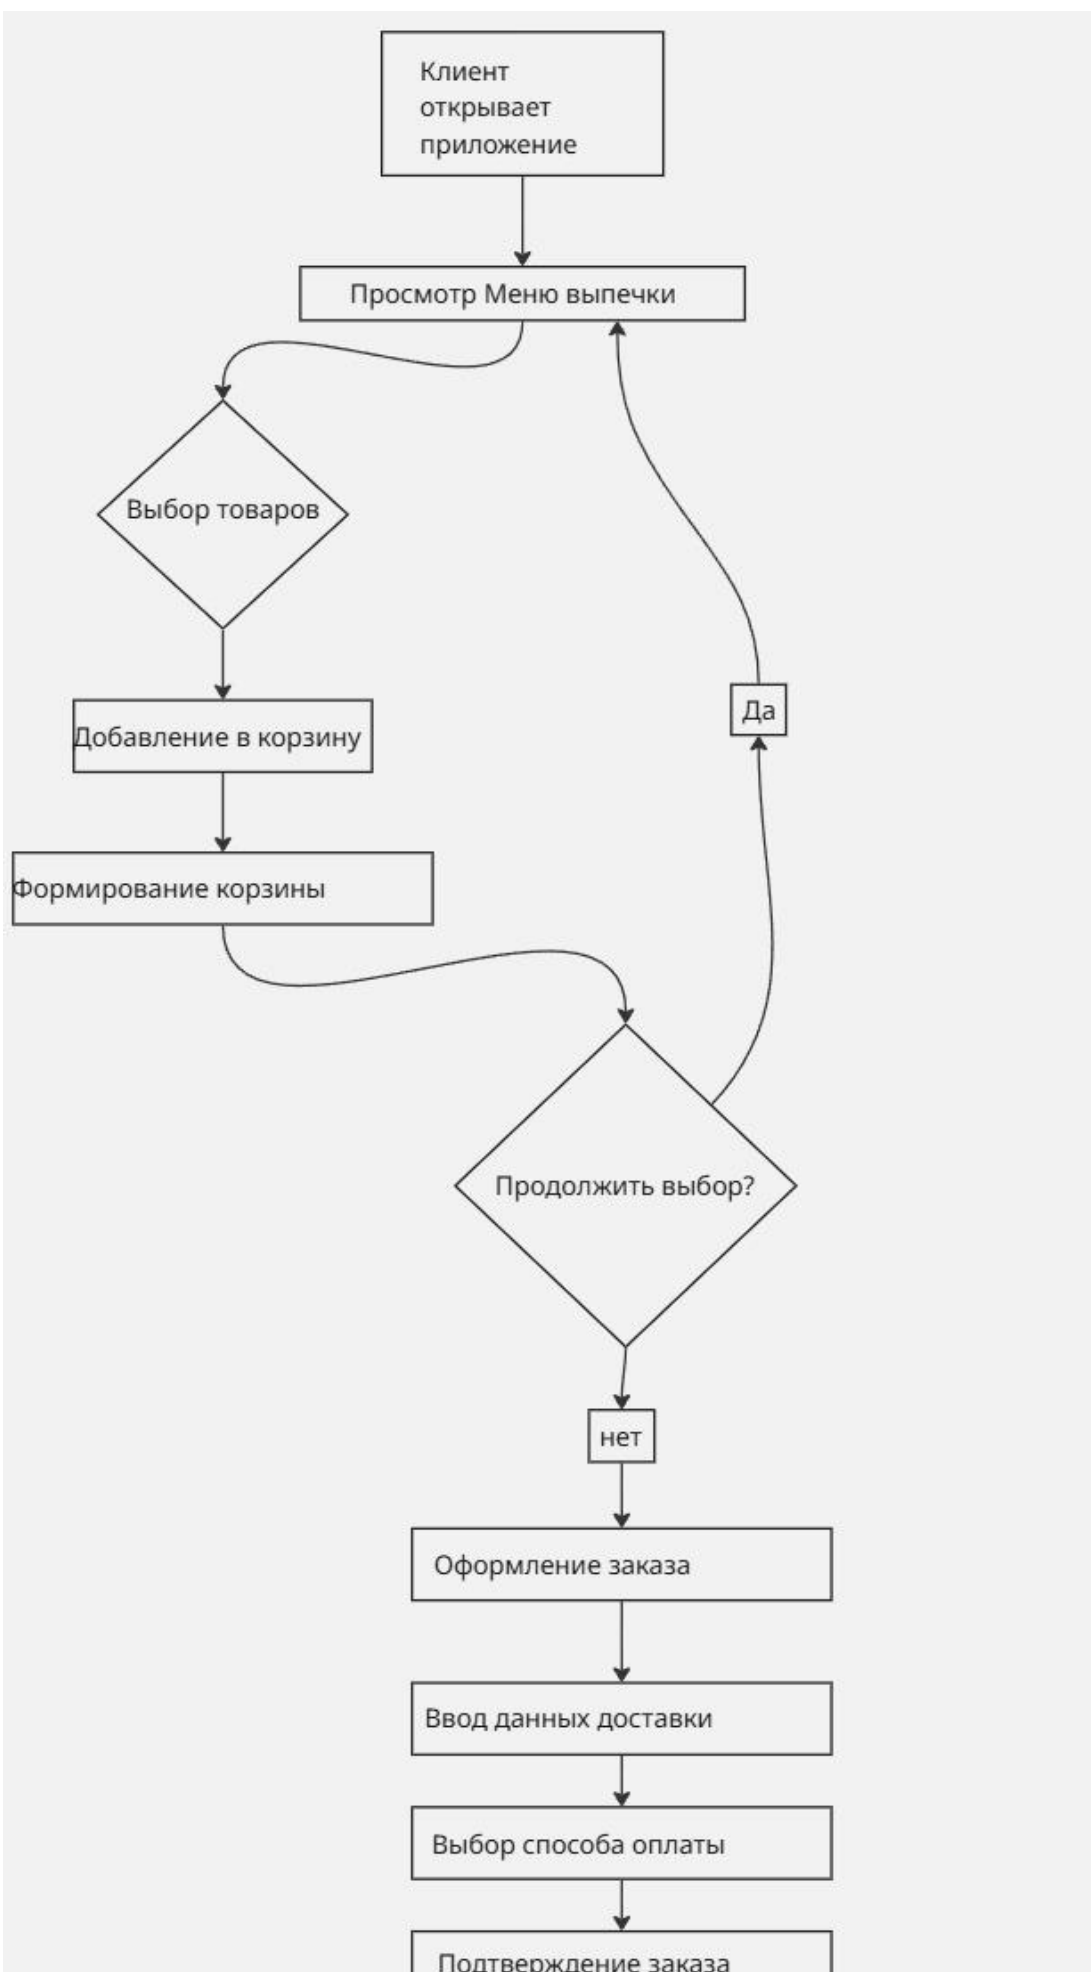 Клиент
открывает
приложение
Просмотр Меню выпечки
Выбор товаров
Добавление в корзину
Да
Формирование корзины
Продолжить выбор?
нет
Оформление заказа
Ввод данных доставки
Выбор способа оплаты
Подтверждение заказа